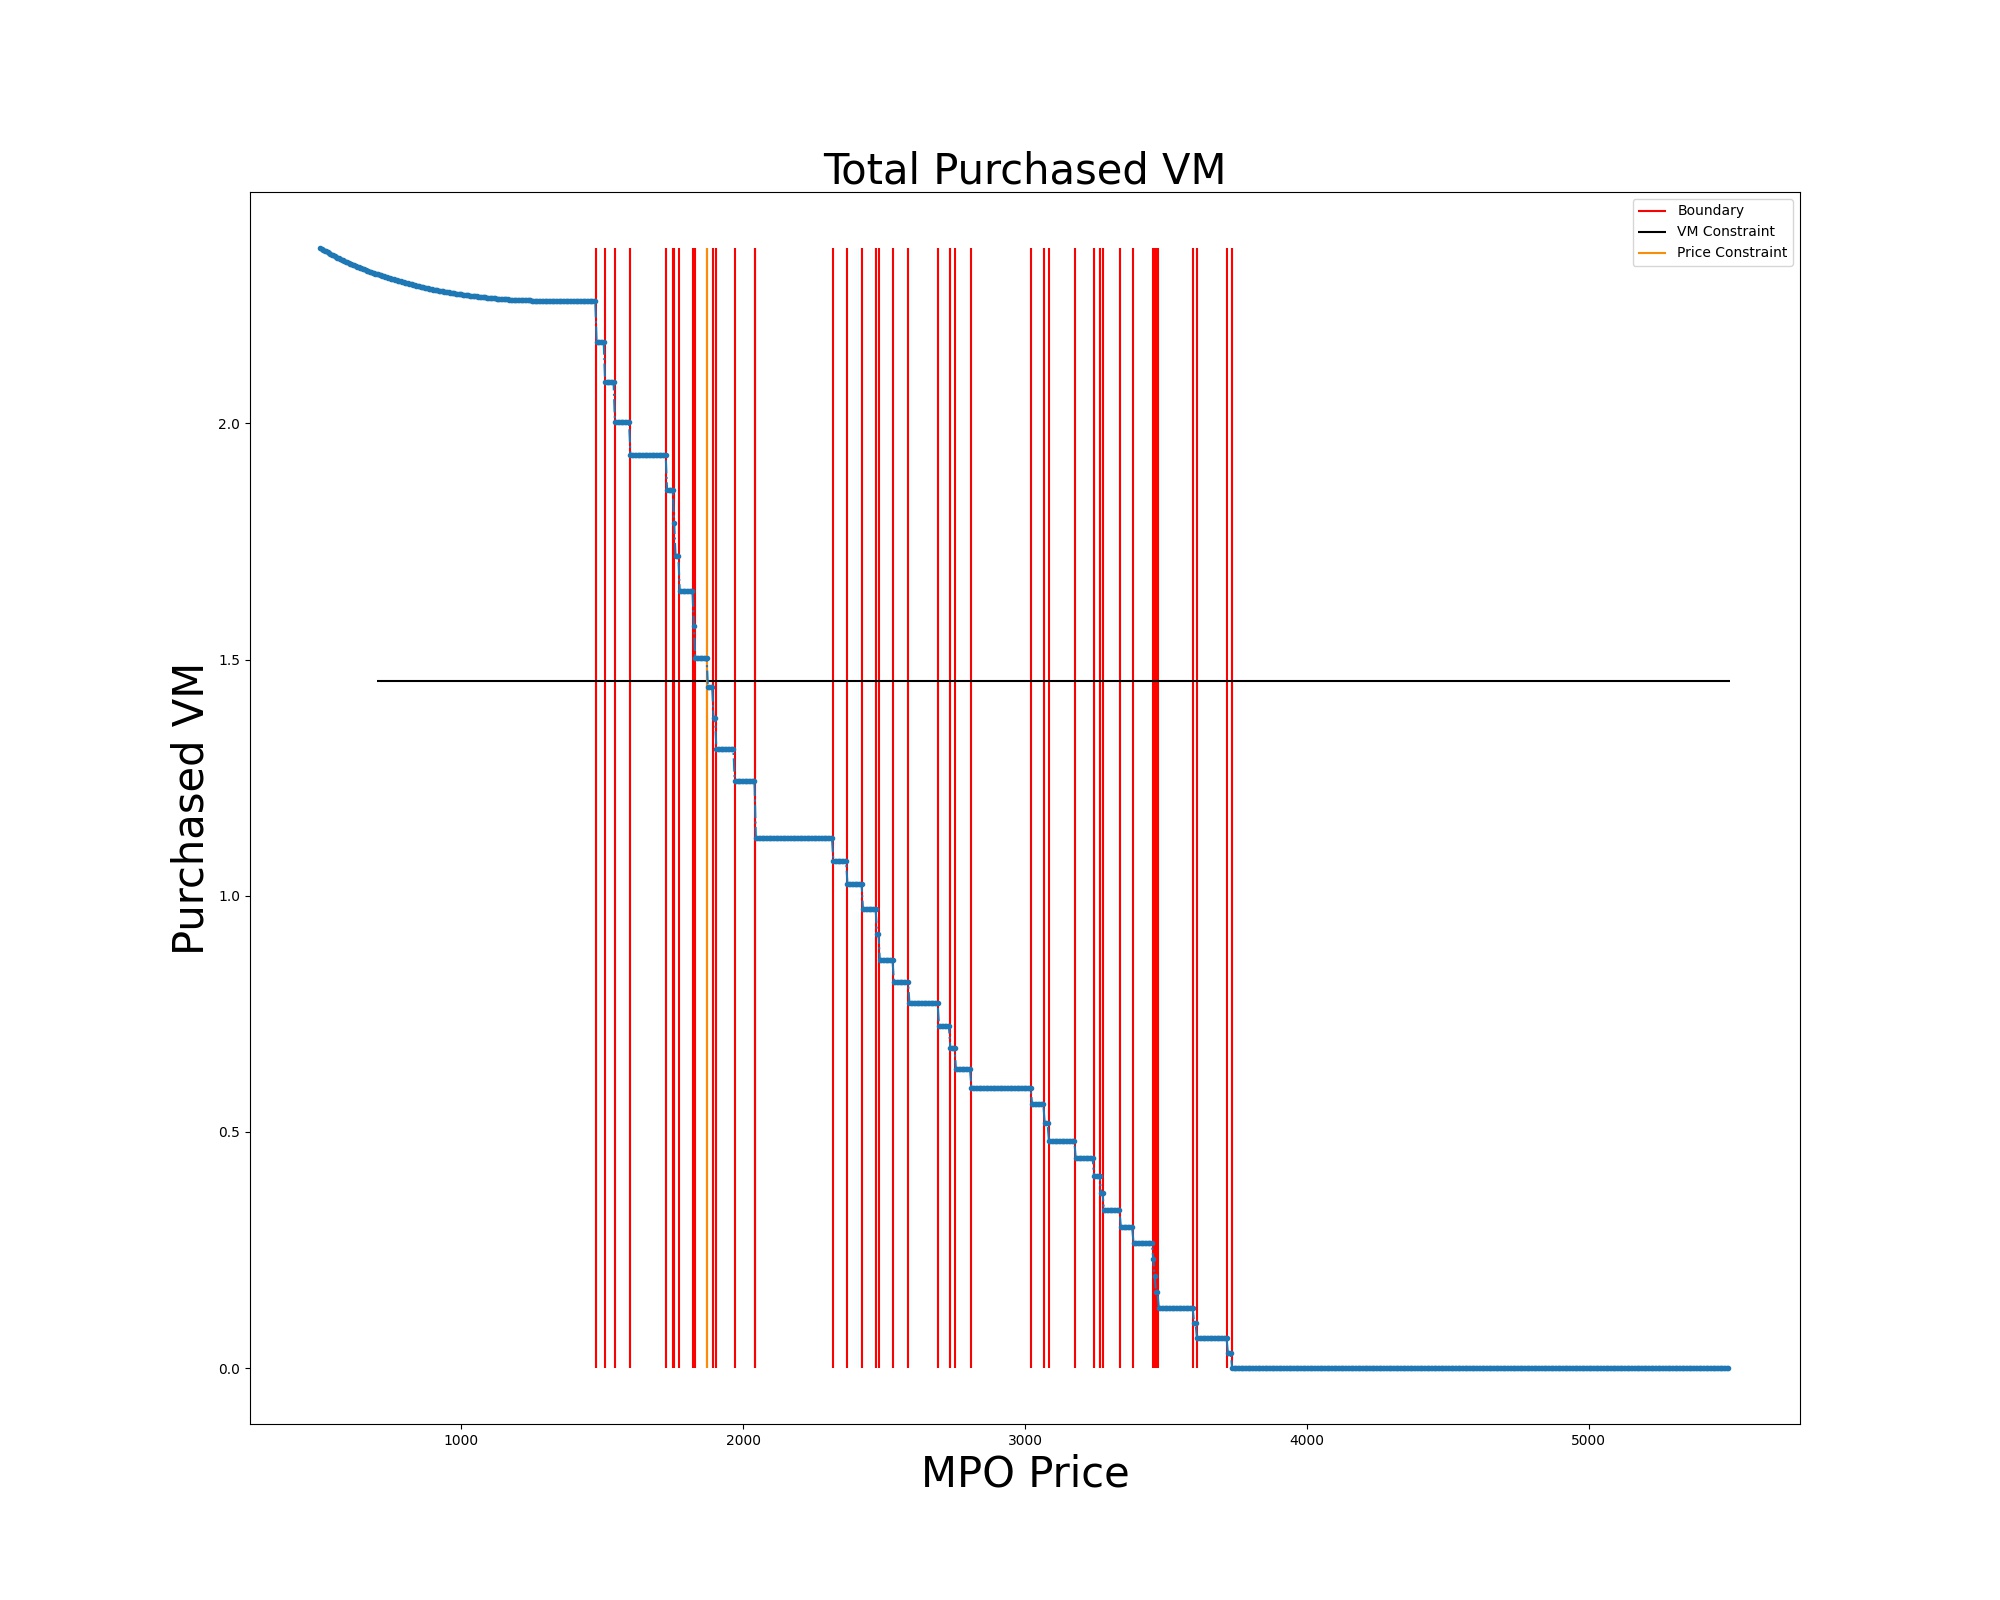 Total Purchased VM
Boundary
VM Constraint
Price Constraint
2.0
1.5
1.0
0.5
0.0
Purchased VM
1000 2000 3000 4000 5000
MPO Price